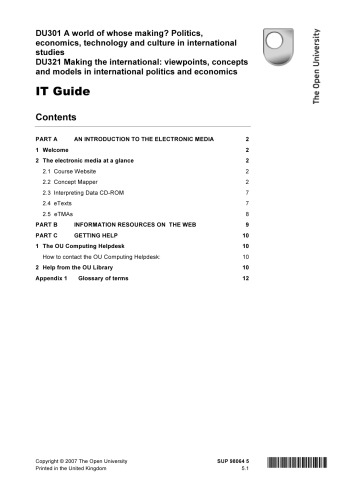 DU301 A world of whose making? Politics,
economics, technology and culture in international
studies
DU321 Making the international: viewpoints, concepts
and models in international politics and economics
The Open University
IT Guide
Contents
PART A AN INTRODUCTION TO THE ELECTRONIC MEDIA 2
1 Welcome 2
2 The electronic media at a glance 2
2.1 Course Website 2
2.2 Concept Mapper 2
2.3 Interpreting Data CD-ROM 7
2.4 eTexts 7
2.5 eTMAs 8
PART B INFORMATION RESOURCES ON THE WEB 9
PART C GETTING HELP 10
1 The OU Computing Helpdesk 10
How to contact the OU Computing Helpdesk: 10
2 Help from the OU Library 10
Appendix 1 Glossary of terms 12
Copyright © 2007 The Open University SUP 98064 5
Printed in the United Kingdom 5.1